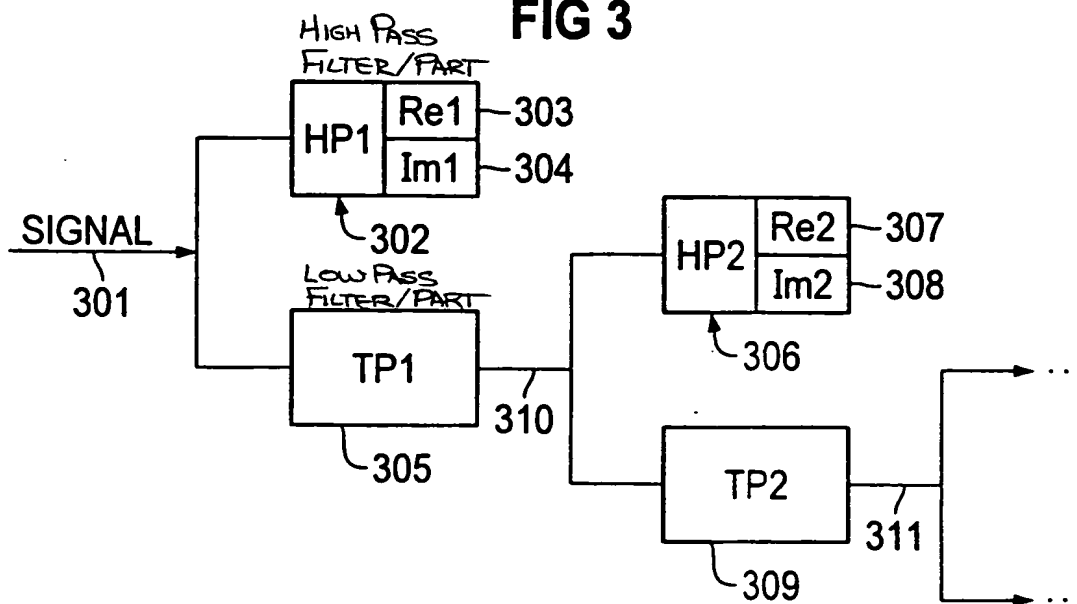 FIG 3
HIGH PASS
FILTER/PART
HP1
Re1
303
Im1
304
302
SIGNAL
301
LOW PASS
FILTER/PART
TP1
305
310
HP2
Re2
307
Im2
308
306
TP2
309
311
..
..